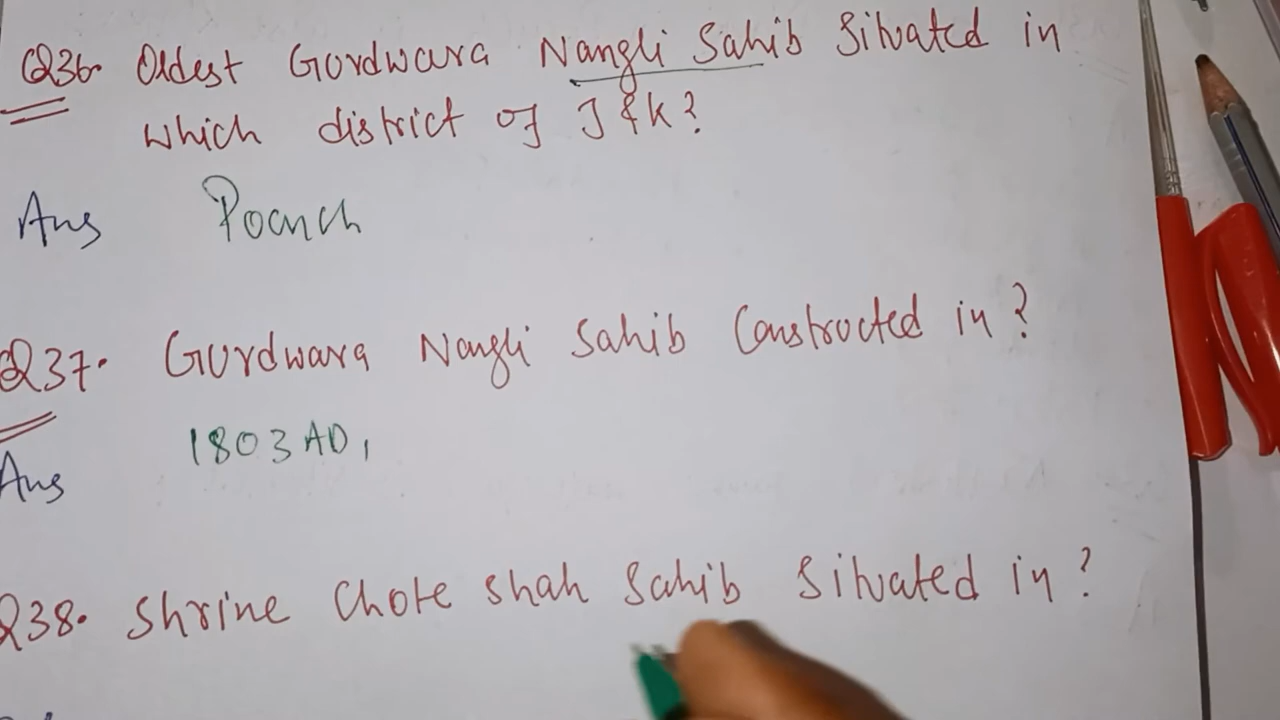 Q36. Oldest Gurdwara Nangli Sahib Situated in
which district of J&K?
Ans Poonch
Q37. Gurdwara Nangli Sahib Constructed in?
1803 AD,
Ans
Q38. Shrine Chote Shah Sahib Situated in?